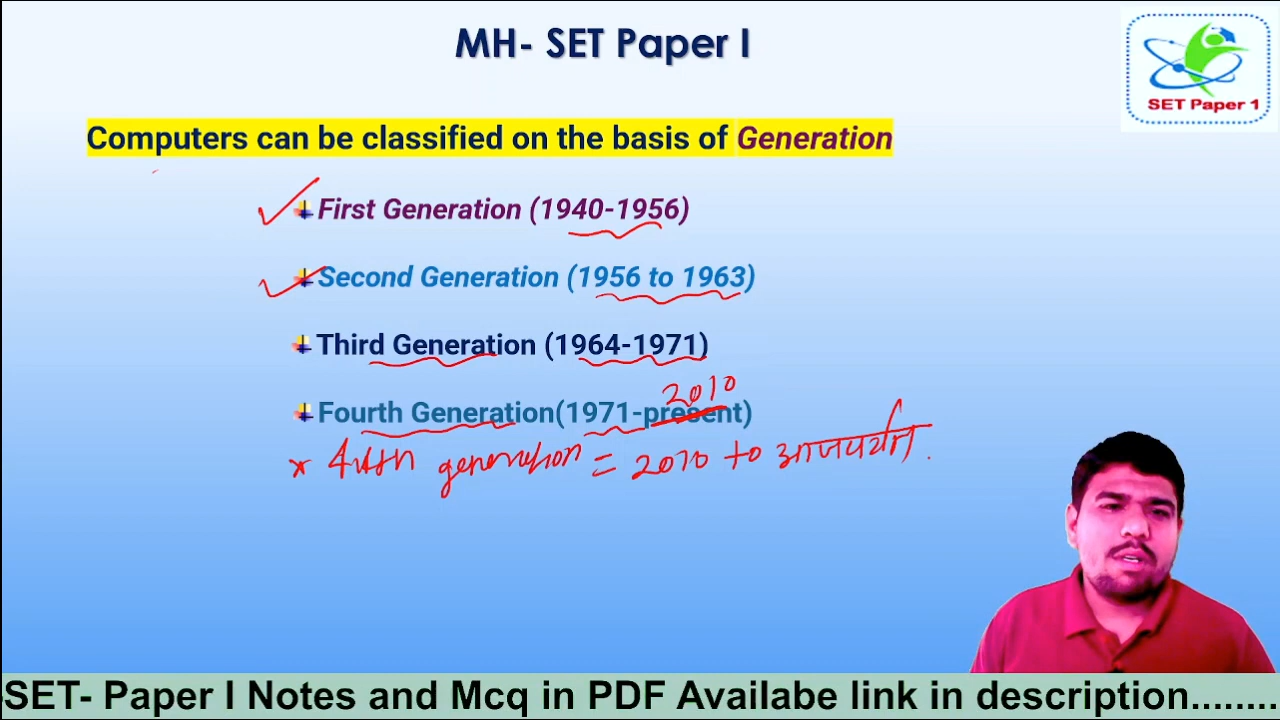 MH- SET Paper I
SET Paper 1
Computers can be classified on the basis of Generation
First Generation (1940-1956)
Second Generation (1956 to 1963)
Third Generation (1964-1971)
2010
Fourth Generation(1971-present)
* generation = 2010 to आजपर्यंत.
-SET- Paper I Notes and Mcq in PDF Availabe link in description........